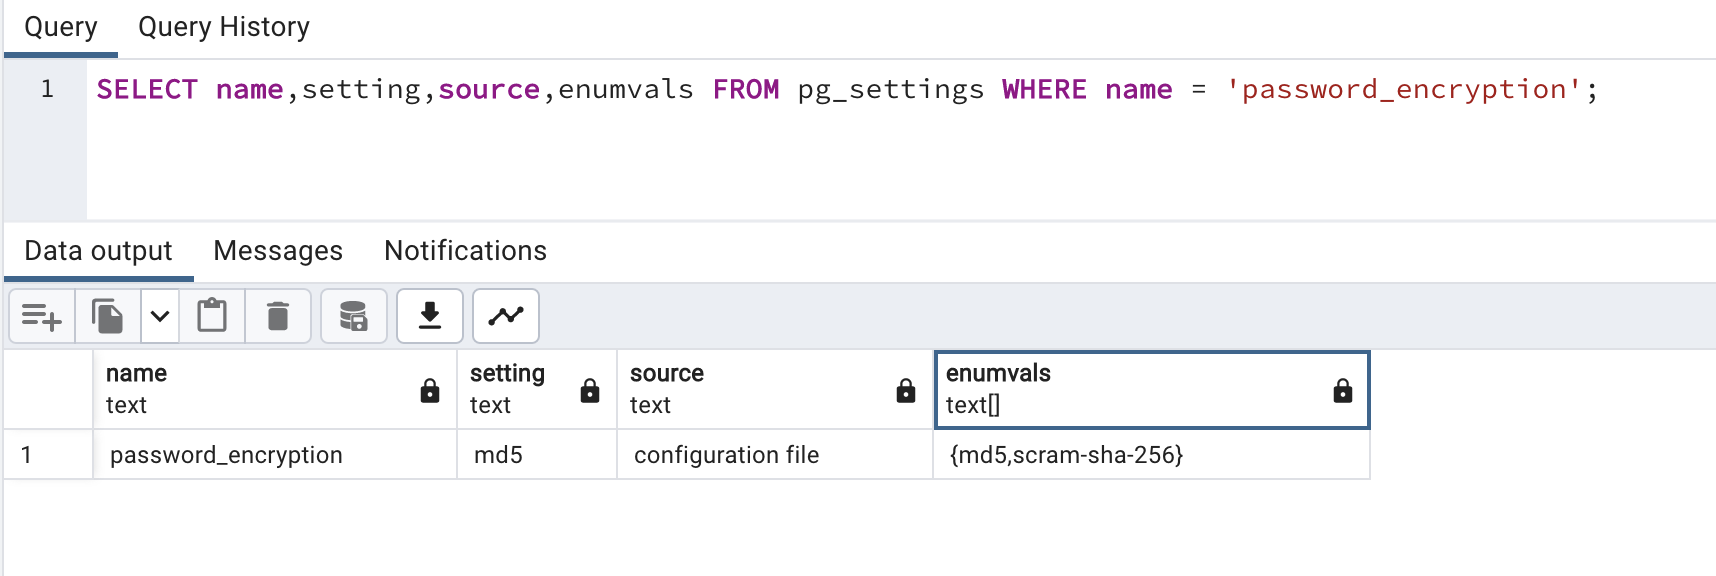 Query Query History
1 SELECT name,setting,source,enumvals FROM pg_settings WHERE name = 'password_encryption';
Data output Messages Notifications
name setting source enumvals
text text text text[]
1 password_encryption md5 configuration file {md5,scram-sha-256}